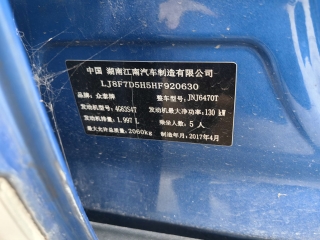 中国 湖南江南汽车制造有限公司
LJ8F7D5H5HF920630
品牌：众泰牌 整车型号：JNJ6470T
发动机型号：4G63S4T 发动机最大净功率：130 kW
发动机排量：1.997 L 乘坐人数：5 人
最大允许总质量：2060kg 制造年月：2017年4月